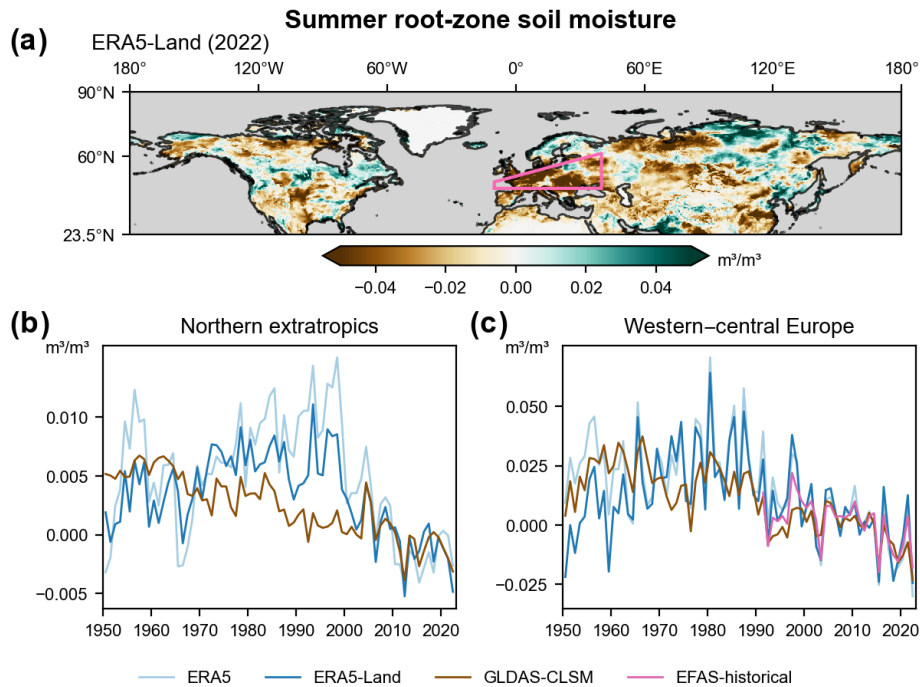 Summer root-zone soil moisture
(a)
ERA5-Land (2022)
180° 120°W 60°W 0° 60°E 120°E 180°
90°N
60°N
23.5°N
m³/m³
−0.04 −0.02 0.00 0.02 0.04
(b) Northern extratropics
m³/m³
0.010
0.005
0.000
−0.005
1950 1960 1970 1980 1990 2000 2010 2020
(c) Western–central Europe
m³/m³
0.050
0.025
0.000
−0.025
1950 1960 1970 1980 1990 2000 2010 2020
ERA5 ERA5-Land GLDAS-CLSM EFAS-historical